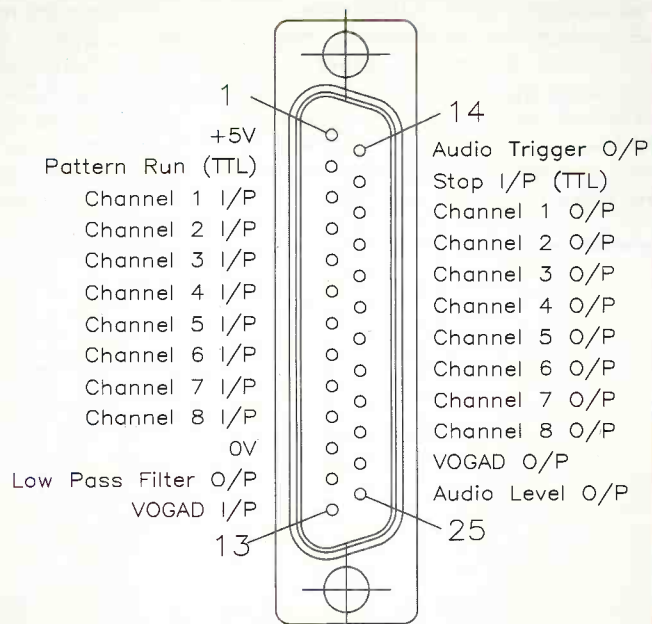 1
+5V
Pattern Run (TTL)
Channel 1 I/P
Channel 2 I/P
Channel 3 I/P
Channel 4 I/P
Channel 5 I/P
Channel 6 I/P
Channel 7 I/P
Channel 8 I/P
0V
Low Pass Filter O/P
VOGAD I/P
13
14
Audio Trigger O/P
Stop I/P (TTL)
Channel 1 O/P
Channel 2 O/P
Channel 3 O/P
Channel 4 O/P
Channel 5 O/P
Channel 6 O/P
Channel 7 O/P
Channel 8 O/P
VOGAD O/P
Audio Level O/P
25